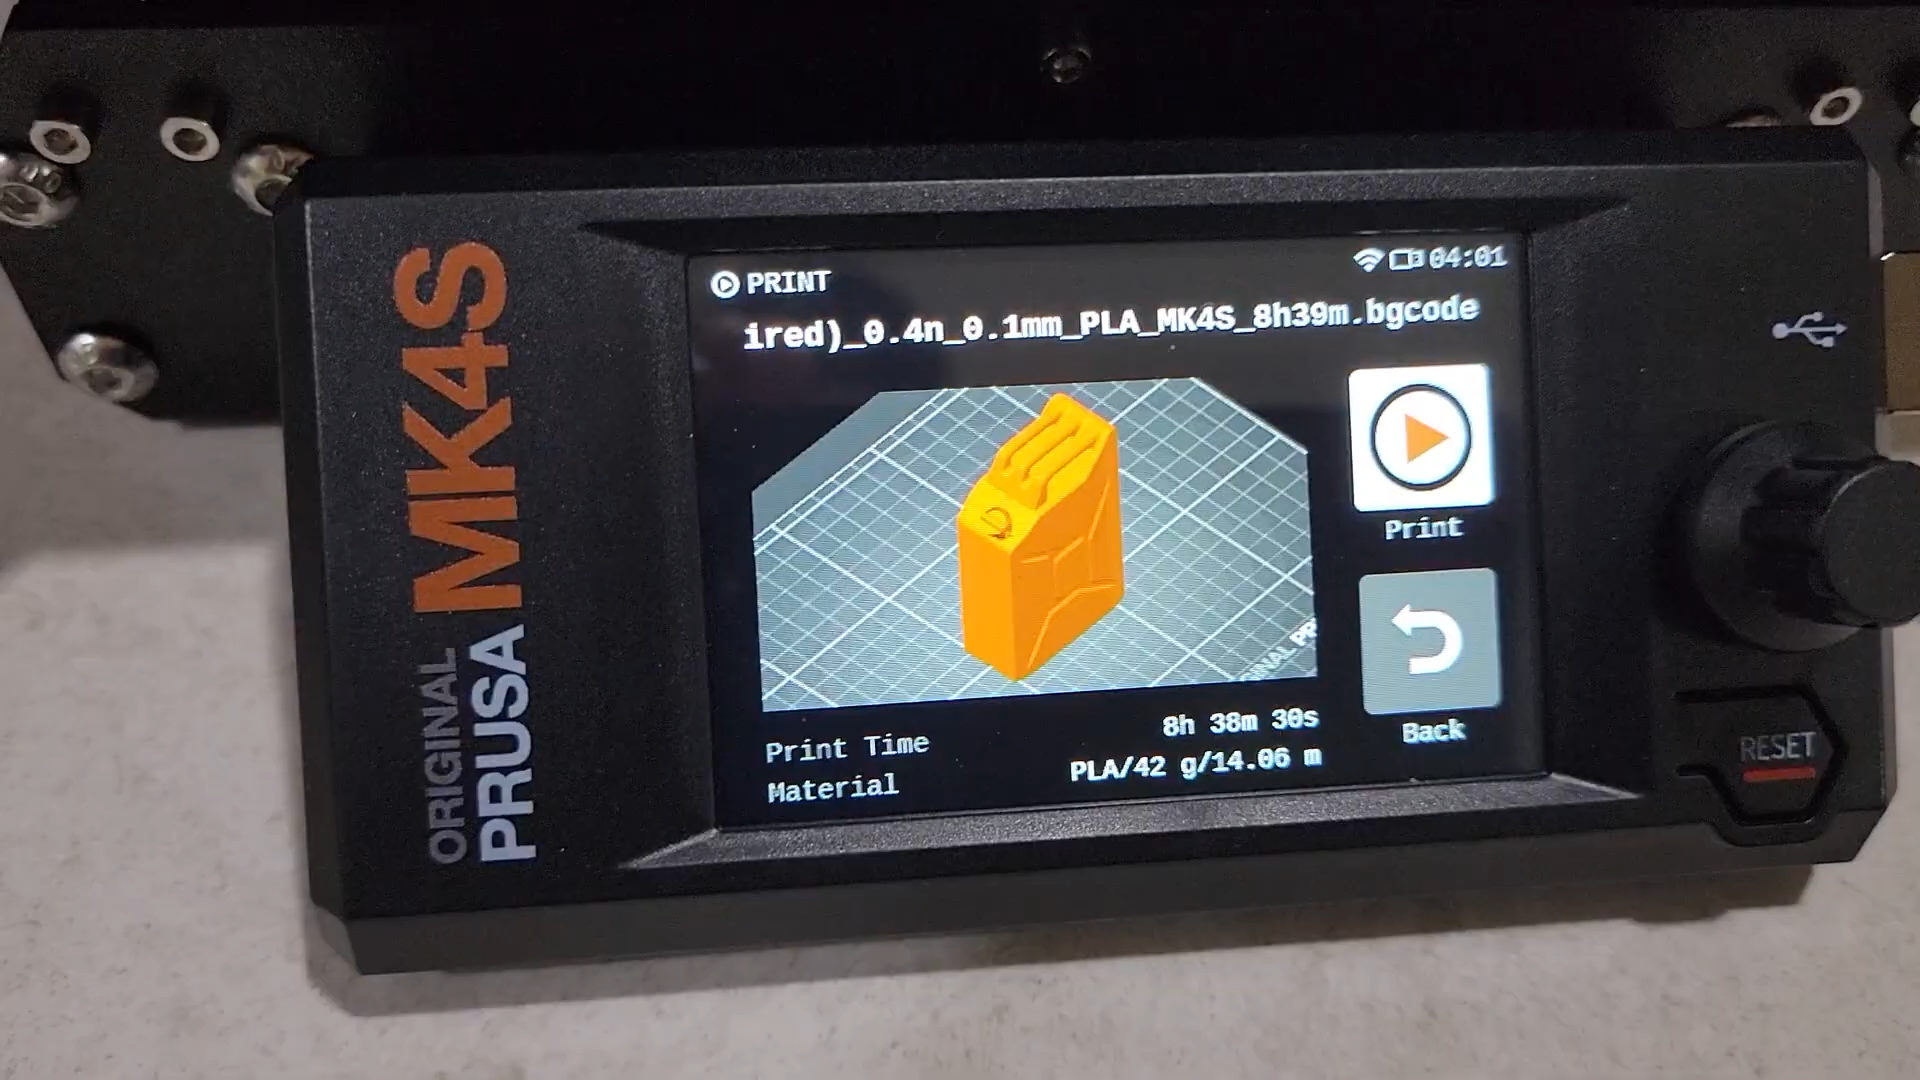 ORIGINAL
PRUSA MK4S
PRINT
04:01
ired)_0.4n_0.1mm_PLA_MK4S_8h39m.bgcode
Print
Back
Print Time 8h 38m 30s
Material PLA/42 g/14.06 m
RESET